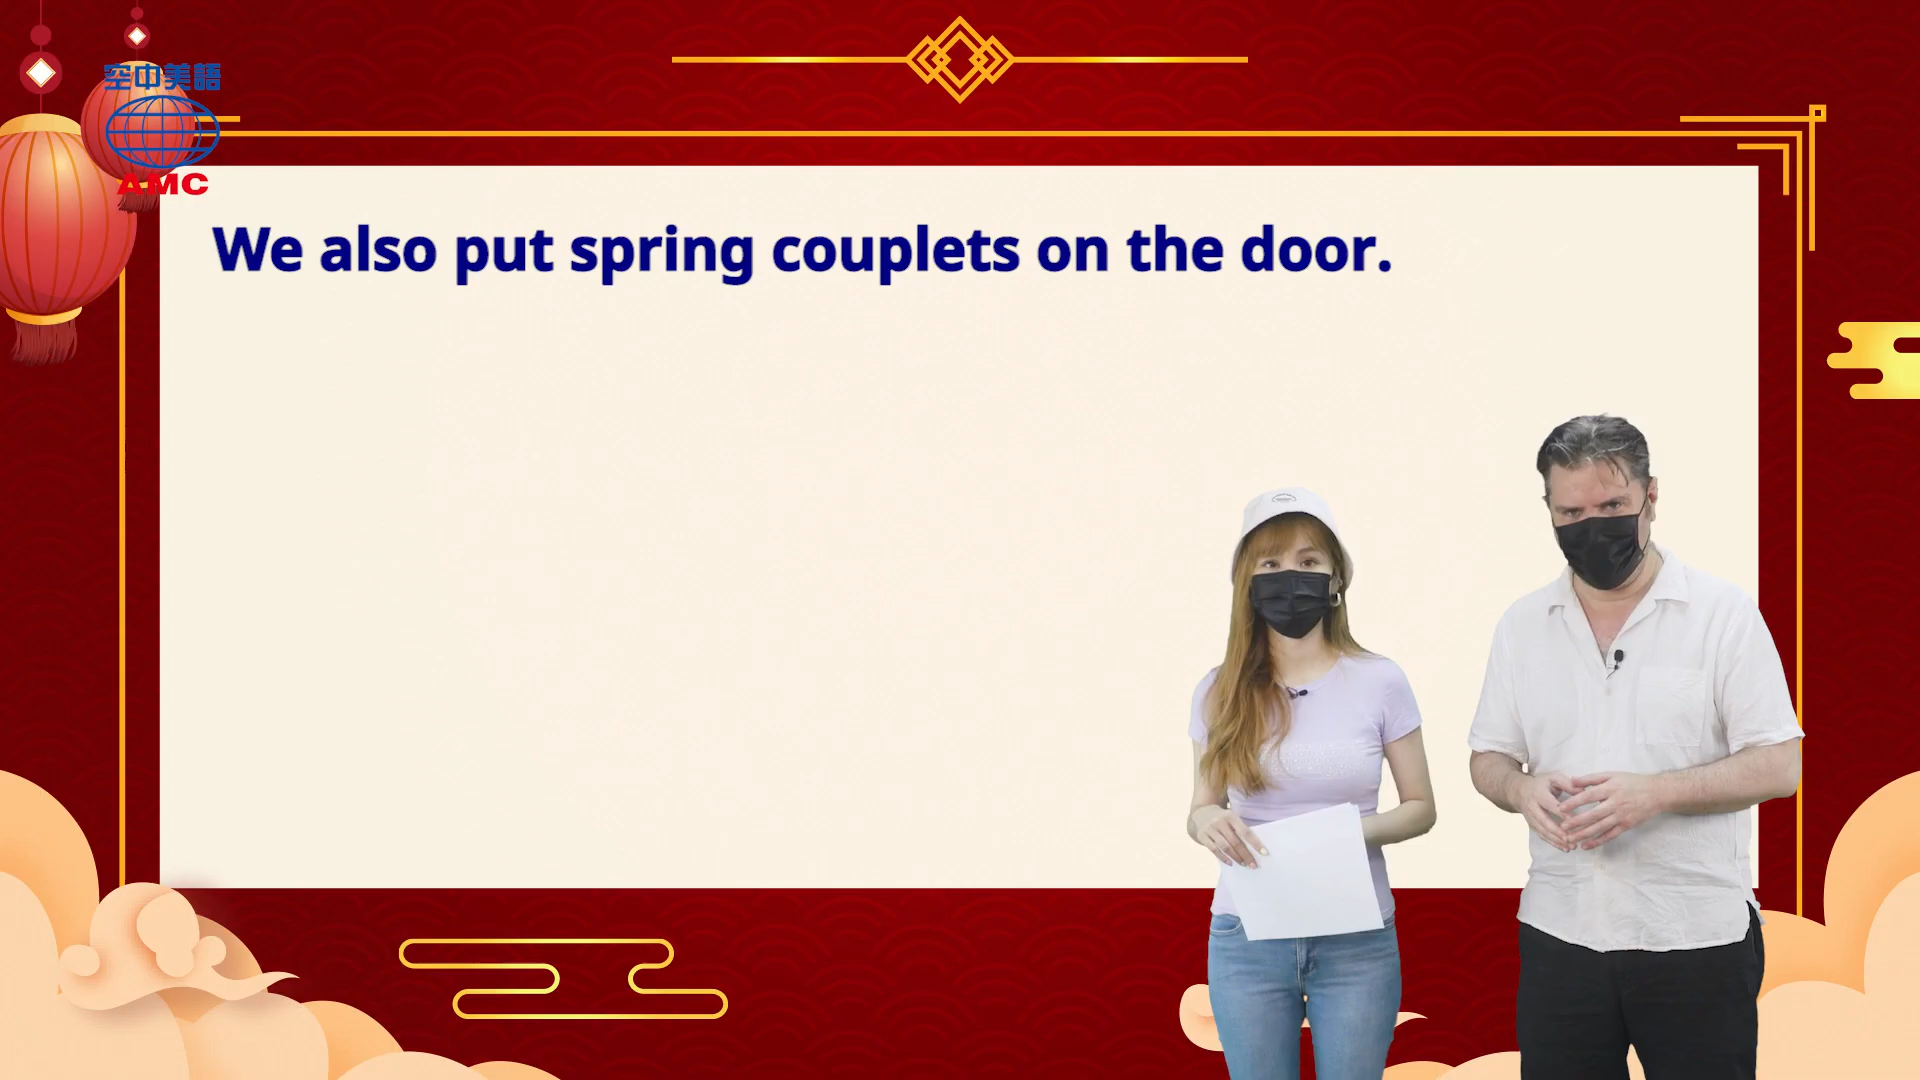 空中美語
AMC
We also put spring couplets on the door.